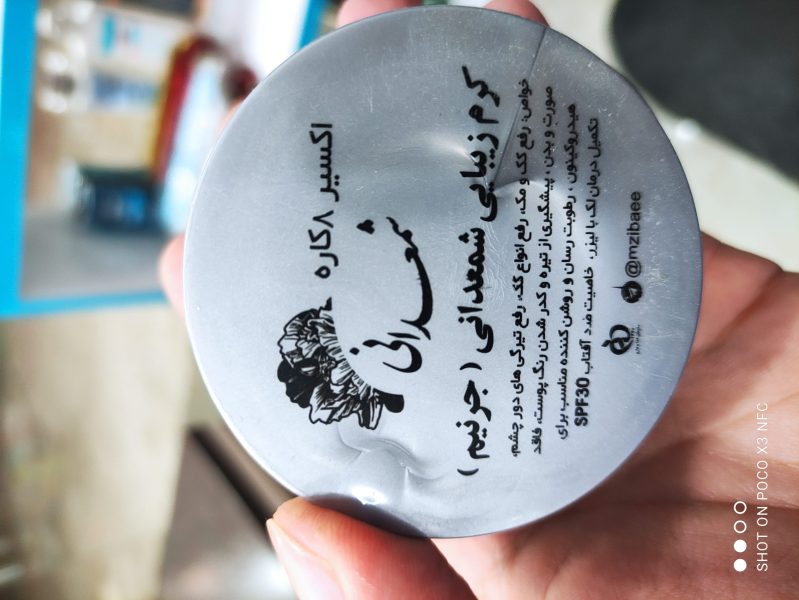 اکسیر ۸کاره
شمعدانی
کرم زیبایی شمعدانی ( جرنیم )
خواص: رفع کک و مک، رفع انواع لک، رفع تیرگی های دور چشم،
صورت و بدن ، پیشگیری از تیره و کدر شدن رنگ پوست، فاقد
هیدروکینون ، رطوبت رسان و روشن کننده مناسب برای
تکمیل درمان لک با لیزر، خاصیت ضد آفتاب SPF30
@mzibaee
SHOT ON POCO X3 NFC